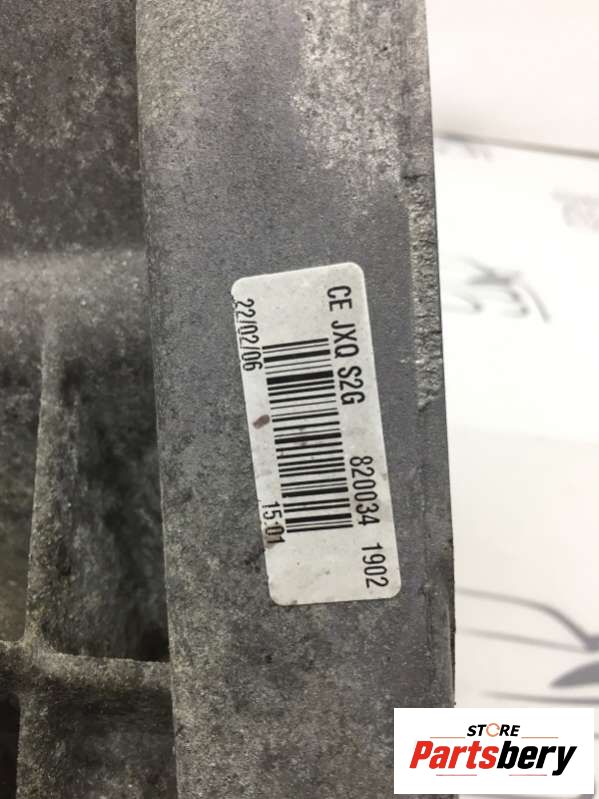 CE JXQ S2G 820034 1902
22/02/06 15:01
STORE
Partsbery